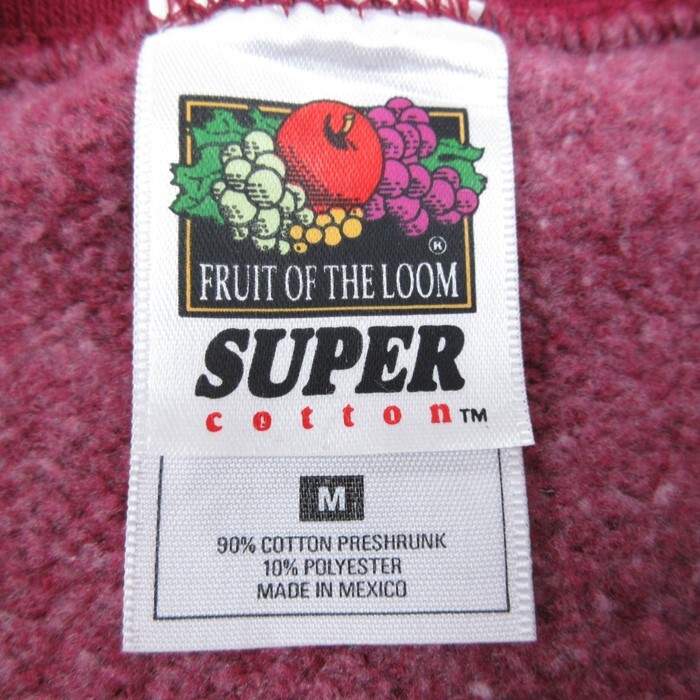 FRUIT OF THE LOOM
SUPER
cotton™
M
90% COTTON PRESHRUNK
10% POLYESTER
MADE IN MEXICO